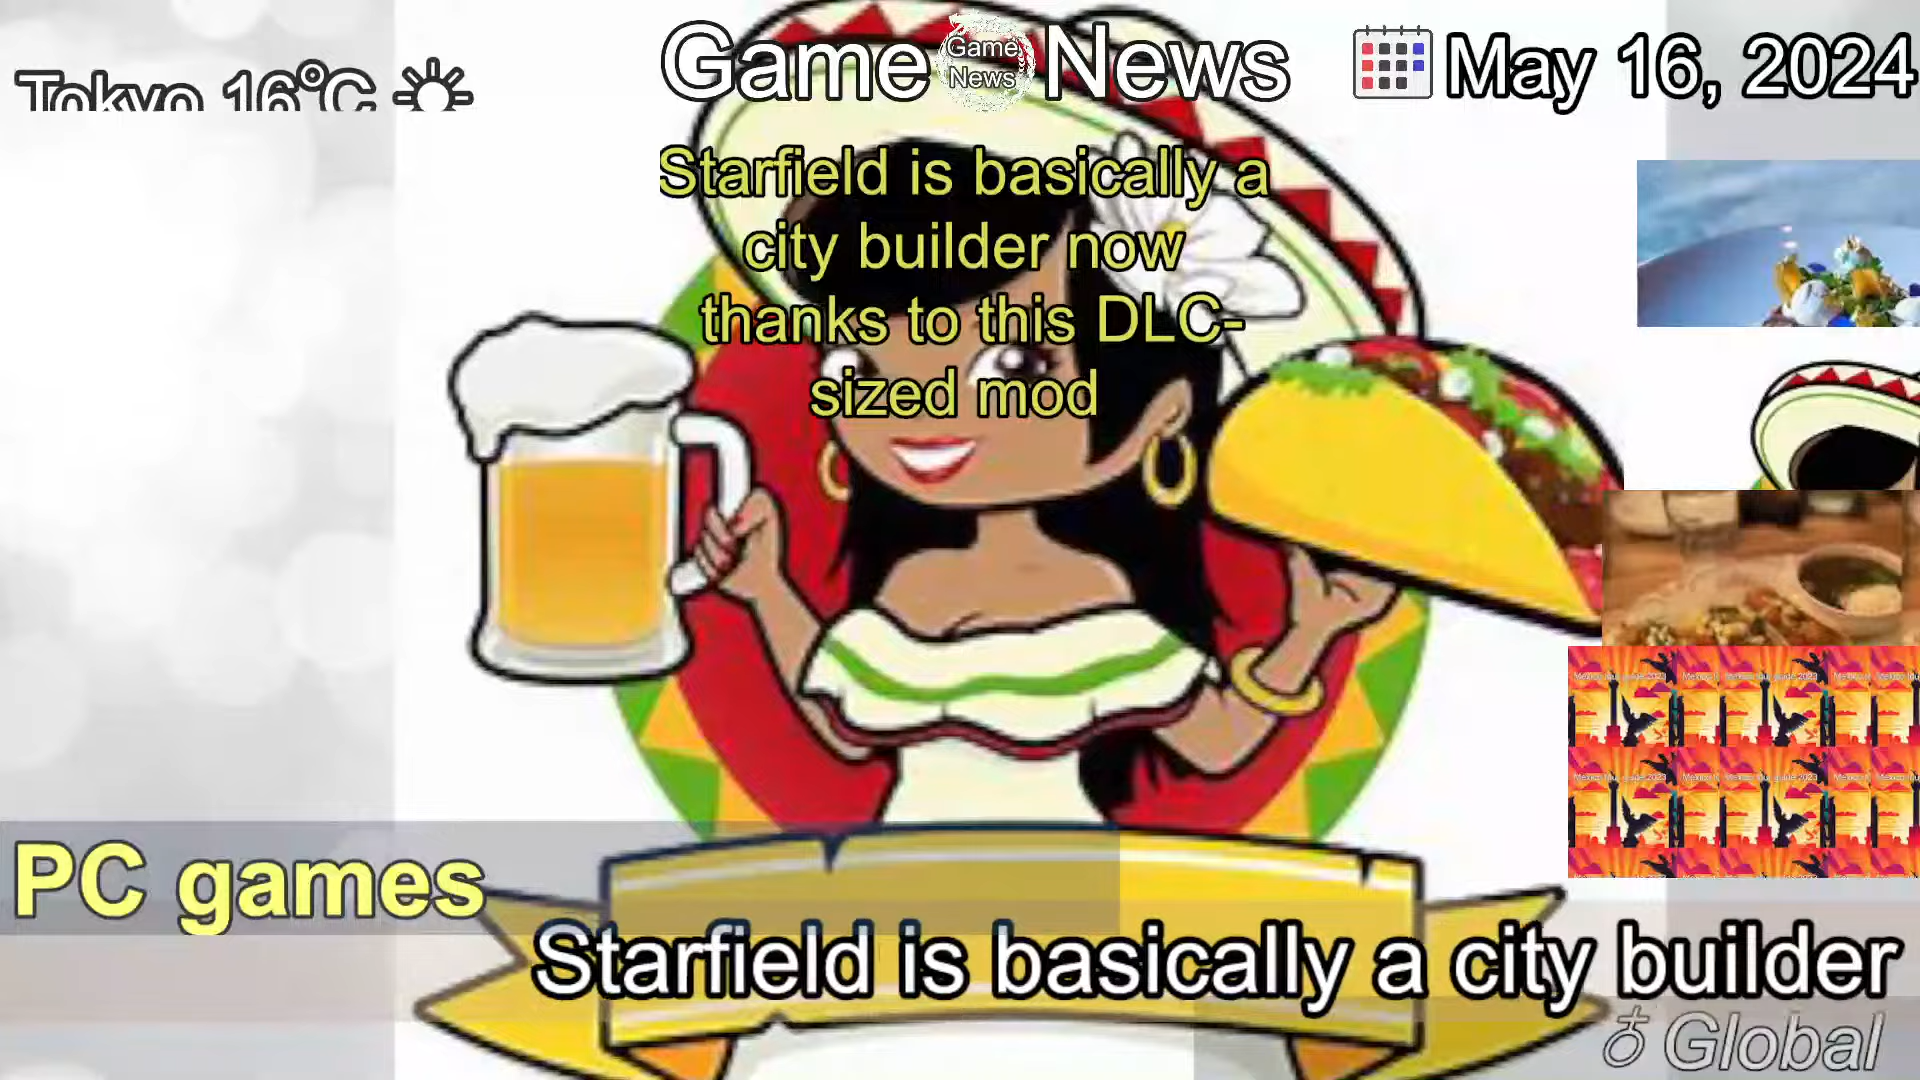 Tokyo 16°C
Game News
Game
News
May 16, 2024
Starfield is basically a
city builder now
thanks to this DLC-
sized mod
PC games
Starfield is basically a city builder
Global